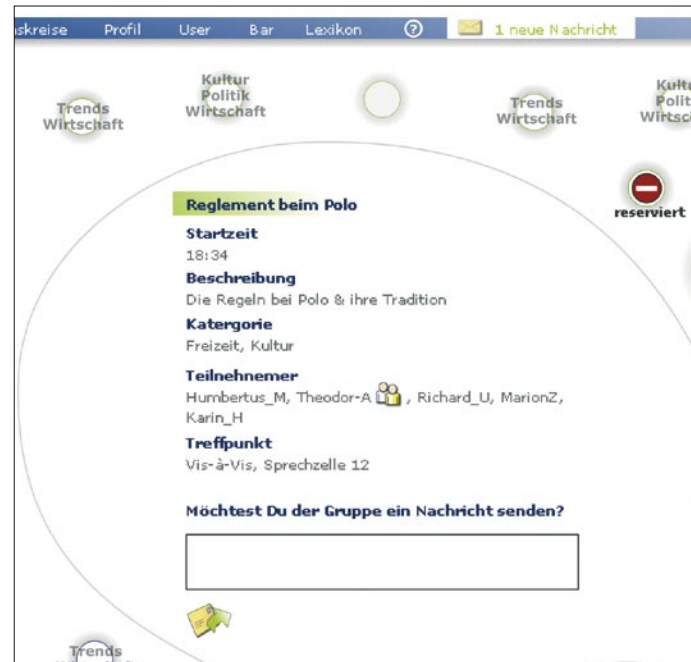 skreise Profil User Bar Lexikon ? 1 neue Nachricht
Trends
Wirtschaft
Kultur
Politik
Wirtschaft
Trends
Wirtschaft
Kultu
Polit
Wirtsc
reserviert
Reglement beim Polo
Startzeit
18:34
Beschreibung
Die Regeln bei Polo & ihre Tradition
Katergorie
Freizeit, Kultur
Teilnehnemer
Humbertus_M, Theodor-A , Richard_U, MarionZ,
Karin_H
Treffpunkt
Vis-à-Vis, Sprechzelle 12
Möchtest Du der Gruppe ein Nachricht senden?
Trends